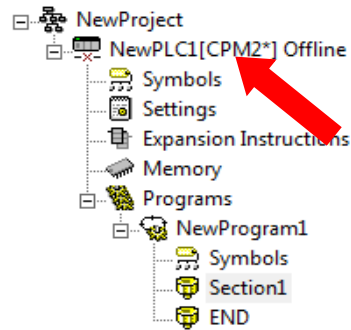 NewProject
NewPLC1[CPM2*] Offline
Symbols
Settings
Expansion Instructions
Memory
Programs
NewProgram1
Symbols
Section1
END